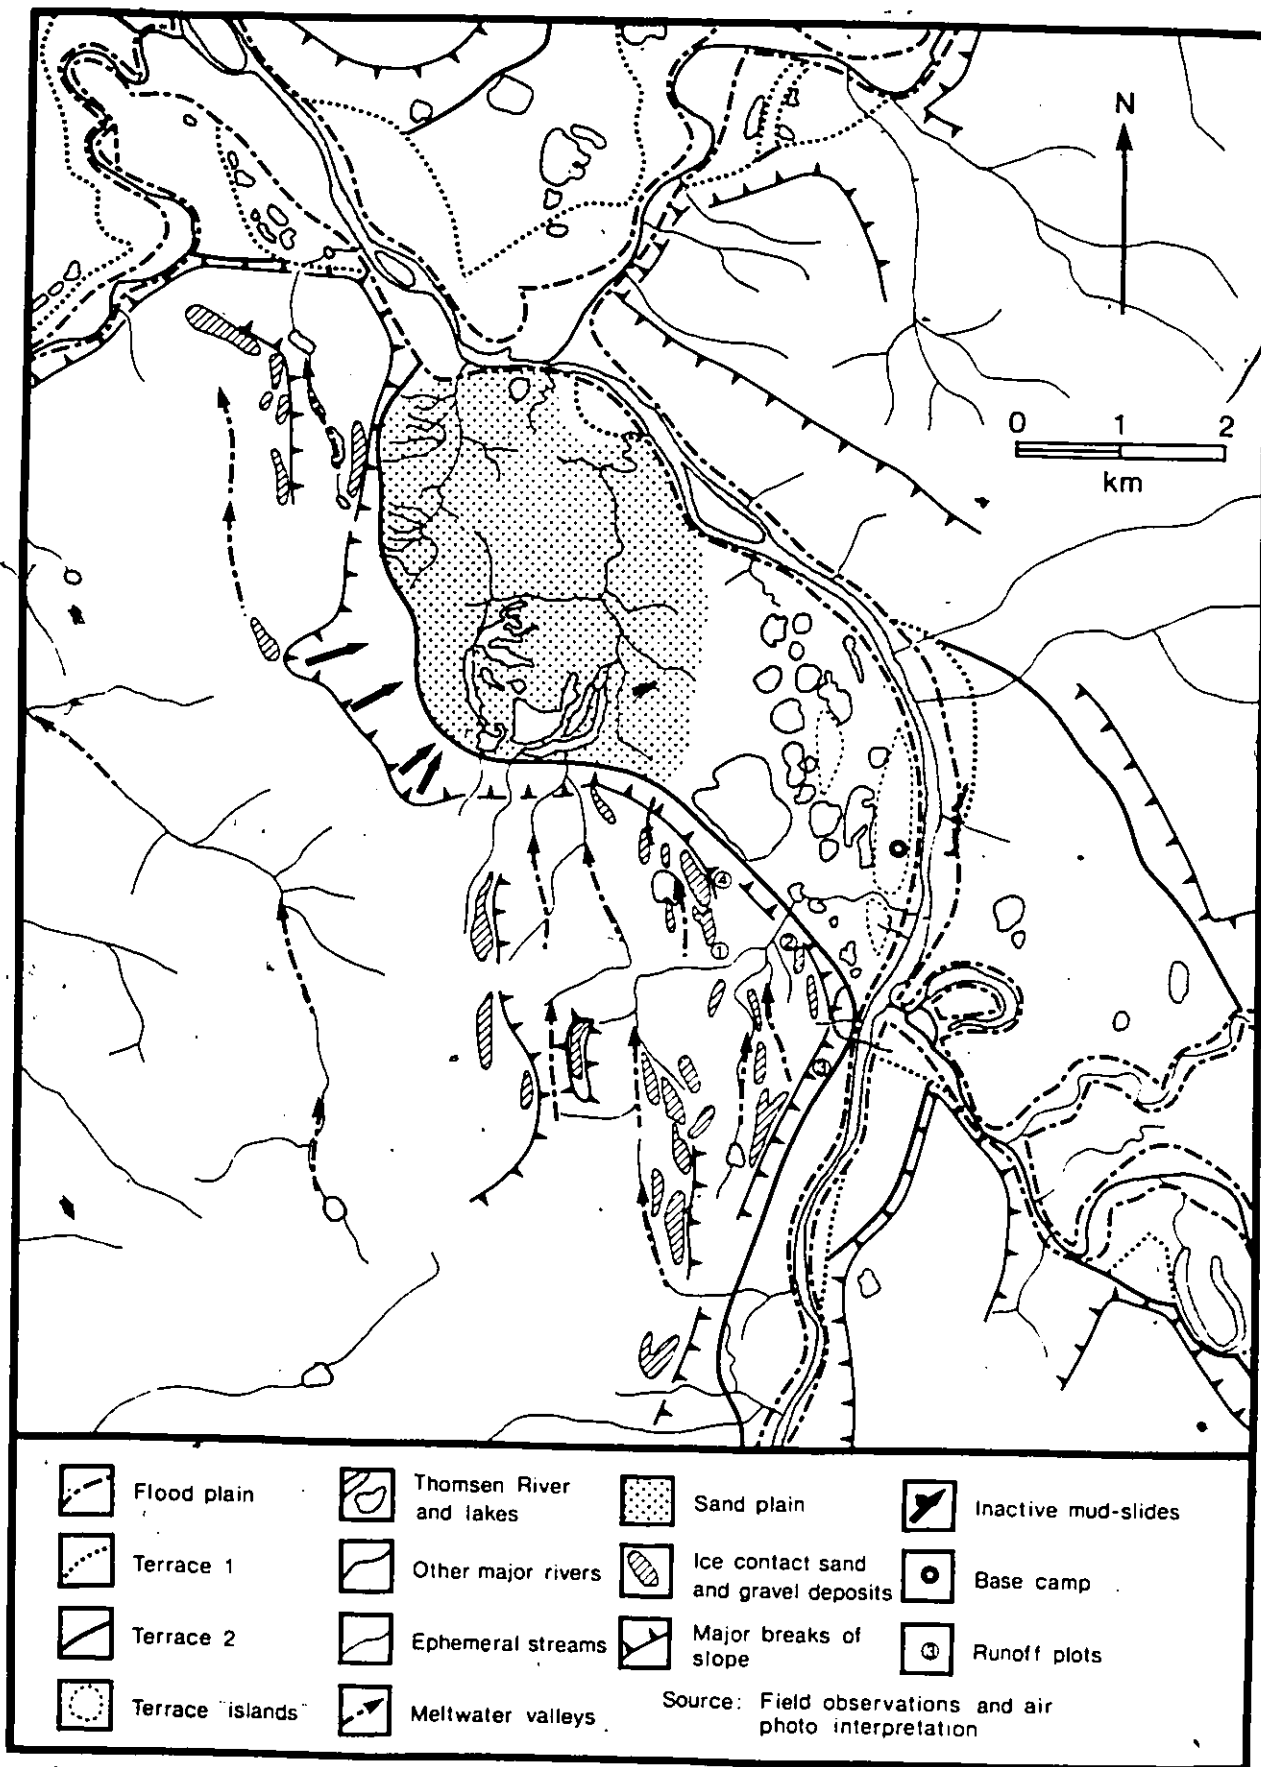 N
0 1 2
km
④
①
②
③
Flood plain
Terrace 1
Terrace 2
Terrace "islands"
Thomsen River
and lakes
Other major rivers
Ephemeral streams
Meltwater valleys
Sand plain
Ice contact sand
and gravel deposits
Major breaks of
slope
Inactive mud-slides
Base camp
③
Runoff plots
Source: Field observations and air
photo interpretation